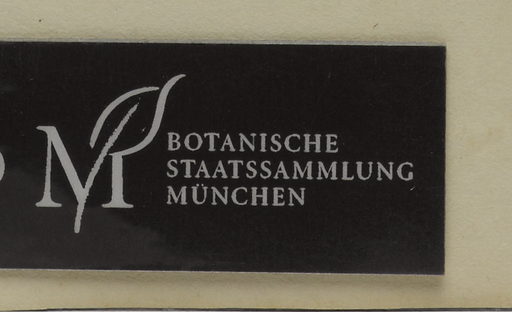 M
BOTANISCHE
STAATSSAMMLUNG
MÜNCHEN